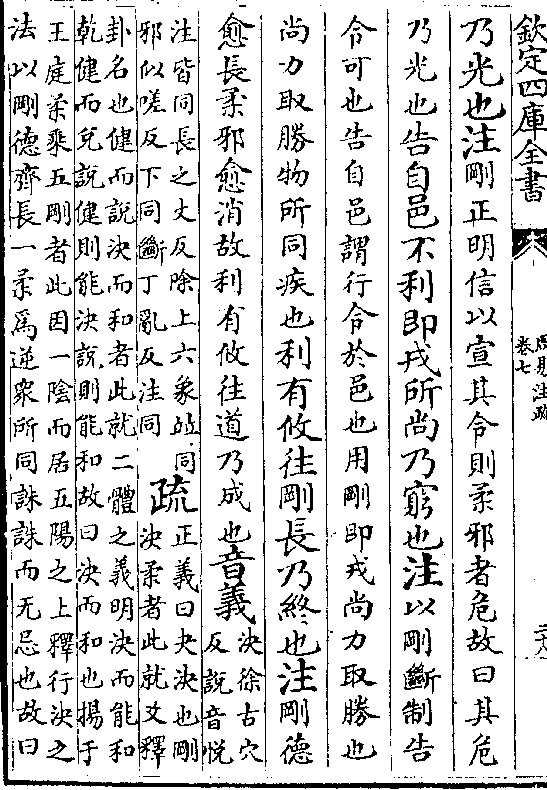 欽定四庫全書
周易注疏
卷七
二十八
乃光也注剛正明信以宣其令則柔邪者危故曰其危
乃光也告自邑不利即戎所尚乃窮也注以剛斷制告
令可也告自邑謂行令於邑也用剛即戎尚力取勝也
尚力取勝物所同疾也利有攸往剛長乃終也注剛德
愈長柔邪愈消故利有攸往道乃成也音義決徐古穴
反說音悅
注皆同長之丈反除上六象㫺同
邪似嗟反下同斷丁亂反注同
疏正義曰夬決也剛
決柔者此就爻釋
卦名也健而說決而和者此就二體之義明決而能和
乾健而兌說健則能決說則能和故曰決而和也揚于
王庭柔乘五剛者此因一陰而居五陽之上釋行決之
法以剛德齊長一柔爲逆衆所同誅誅而无忌也故曰